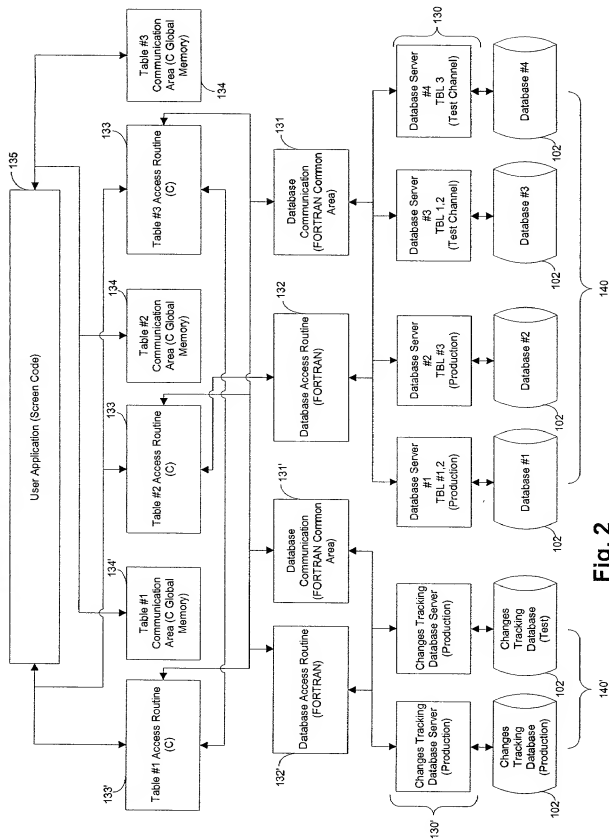 135
User Application (Screen Code)
133'
Table #1 Access Routine
(C)
134'
Table #1
Communication
Area (C Global
Memory)
133
Table #2 Access Routine
(C)
134
Table #2
Communication
Area (C Global
Memory)
133
Table #3 Access Routine
(C)
Table #3
Communication
Area (C Global
Memory)
134
132'
Database Access Routine
(FORTRAN)
131'
Database
Communication
(FORTRAN Common
Area)
132
Database Access Routine
(FORTRAN)
131
Database
Communication
(FORTRAN Common
Area)
130'
Changes Tracking
Database Server
(Production)
Changes Tracking
Database Server
(Production)
Database Server
#1
TBL #1,2
(Production)
Database Server
#2
TBL #3
(Production)
Database Server
#3
TBL 1,2
(Test Channel)
Database Server
#4
TBL 3
(Test Channel)
130
Changes Tracking
Database
(Production)
102
Changes Tracking
Database
(Test)
102
Database #1
102
Database #2
102
Database #3
102
Database #4
102
140'
140
Fig. 2